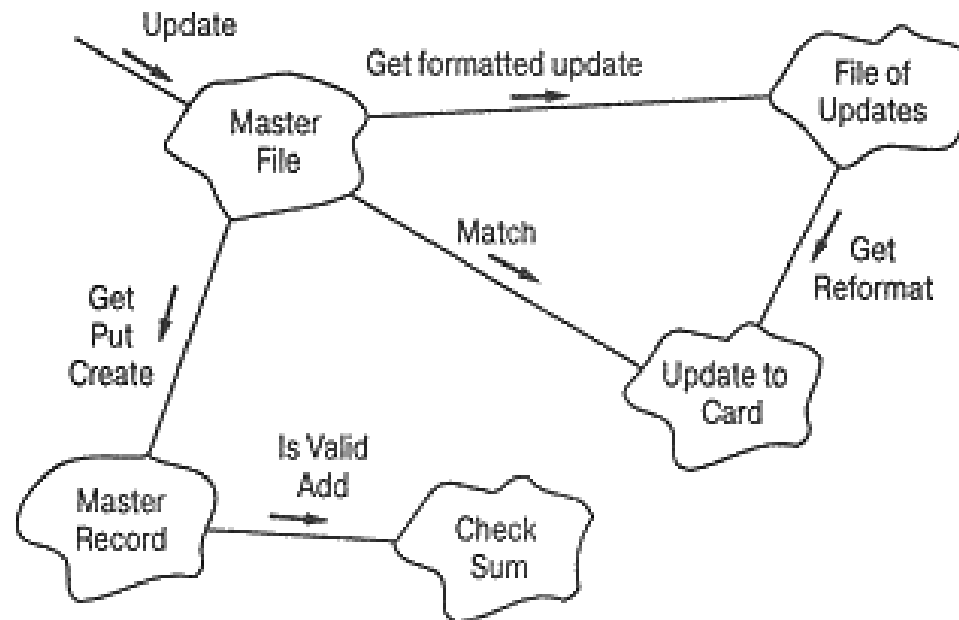 Update
Get formatted update
File of
Updates
Master
File
Match
Get
Reformat
Get
Put
Create
Update to
Card
Is Valid
Add
Master
Record
Check
Sum